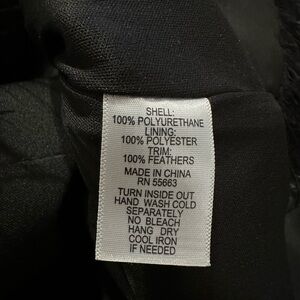 SHELL:
100% POLYURETHANE
LINING:
100% POLYESTER
TRIM:
100% FEATHERS
MADE IN CHINA
RN 55663
TURN INSIDE OUT
HAND WASH COLD
SEPARATELY
NO BLEACH
HANG DRY
COOL IRON
IF NEEDED